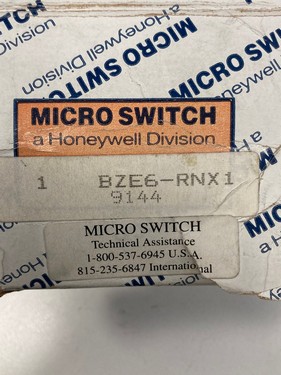 MICRO SWITCH
a Honeywell Division
MICRO SWITCH
a Honeywell Division
1 BZE6-RNX1
9144
MICRO SWITCH
Technical Assistance
1-800-537-6945 U.S.A.
815-235-6847 International